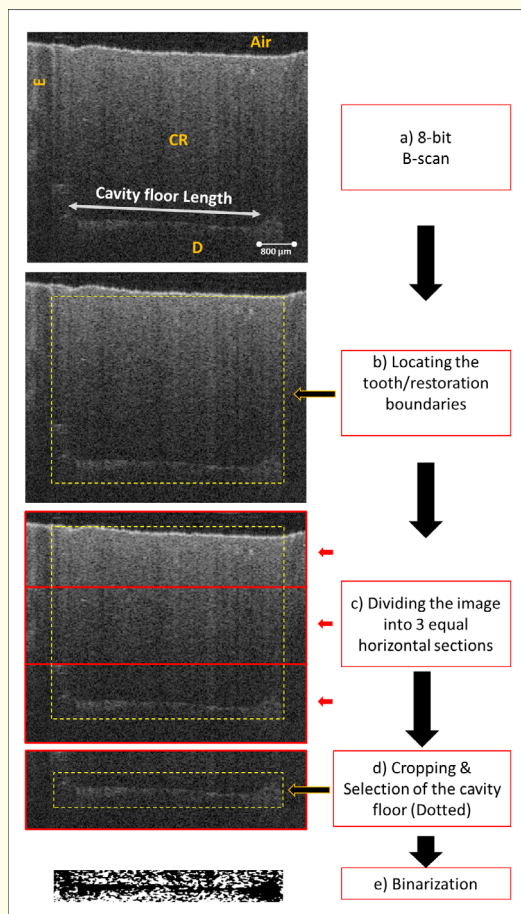 Air
E
CR
Cavity floor Length
D
800 µm
a) 8-bit
B-scan
b) Locating the
tooth/restoration
boundaries
c) Dividing the image
into 3 equal
horizontal sections
d) Cropping &
Selection of the cavity
floor (Dotted)
e) Binarization